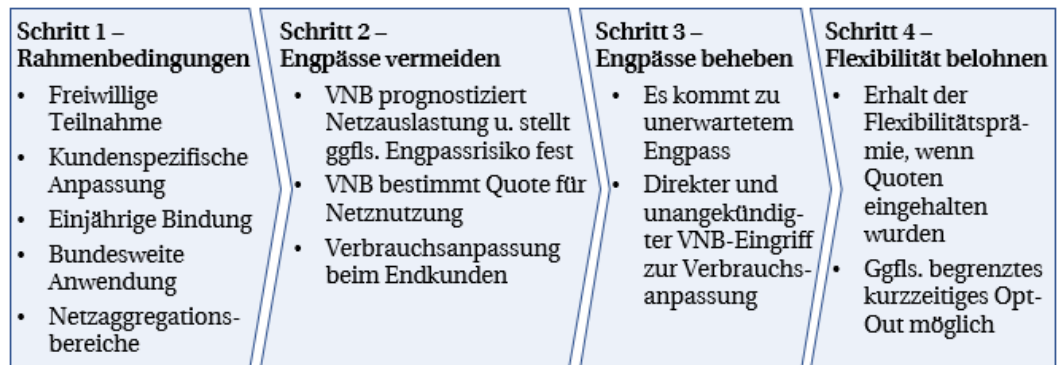 Schritt 1 –
Rahmenbedingungen
• Freiwillige
Teilnahme
• Kundenspezifische
Anpassung
• Einjährige Bindung
• Bundesweite
Anwendung
• Netzaggregations-
bereiche
Schritt 2 –
Engpässe vermeiden
• VNB prognostiziert
Netzauslastung u. stellt
ggfls. Engpassrisiko fest
• VNB bestimmt Quote für
Netznutzung
• Verbrauchsanpassung
beim Endkunden
Schritt 3 –
Engpässe beheben
• Es kommt zu
unerwartetem
Engpass
• Direkter und
unangekündig-
ter VNB-Eingriff
zur Verbrauchs-
anpassung
Schritt 4 –
Flexibilität belohnen
• Erhalt der
Flexibilitätsprä-
mie, wenn
Quoten
eingehalten
wurden
• Ggfls. begrenztes
kurzzeitiges Opt-
Out möglich